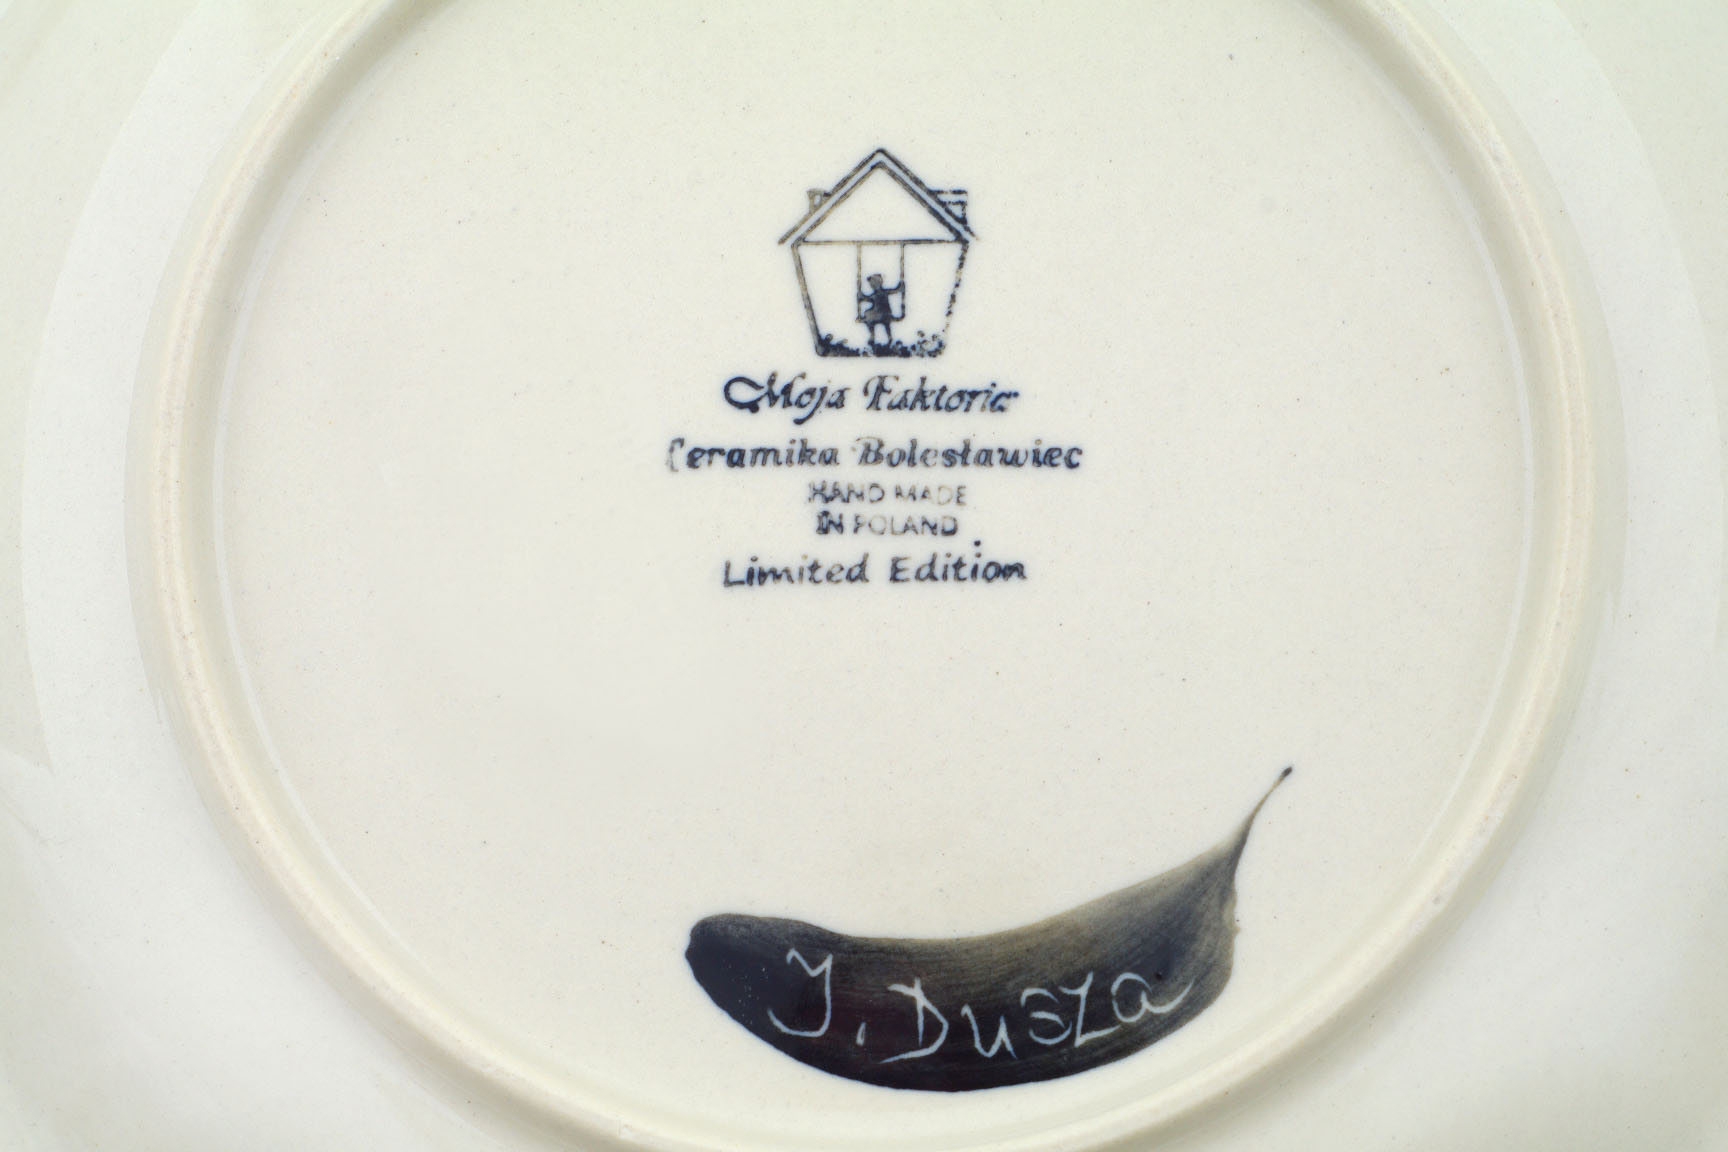 Moja Faktoria
Ceramika Bolesławiec
HAND MADE
IN POLAND
Limited Edition
J. Dusza